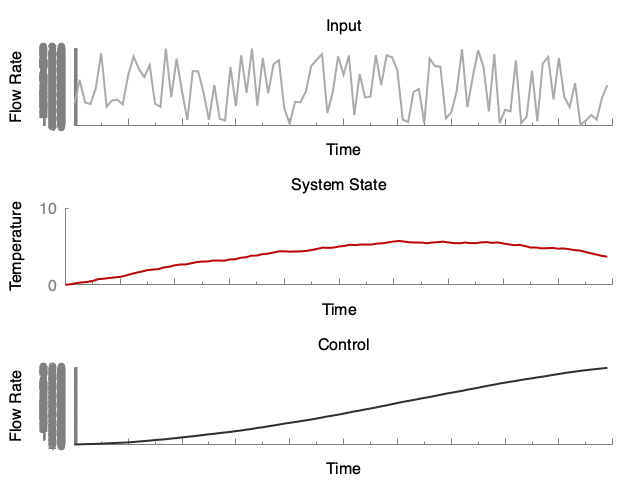 Input
Flow Rate
Time
System State
10
Temperature
0
Time
Control
Flow Rate
Time